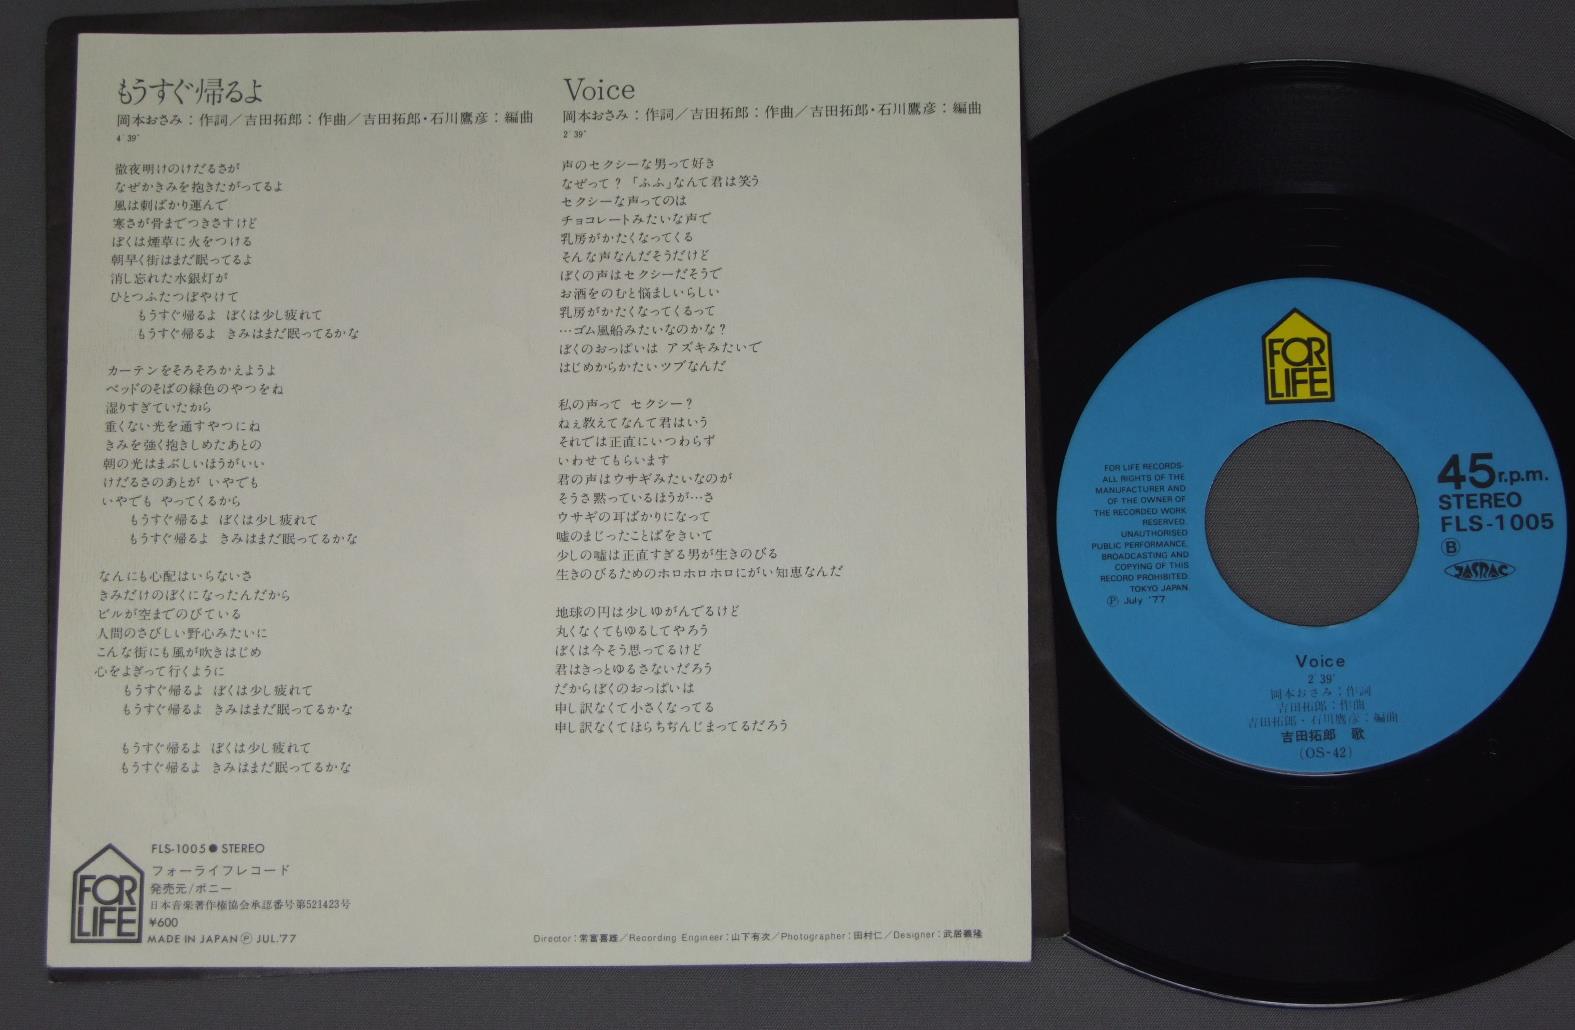 もうすぐ帰るよ
岡本おさみ：作詞／吉田拓郎：作曲／吉田拓郎・石川鷹彦：編曲
4'39"
徹夜明けのけだるさが
なぜかきみを抱きたがってるよ
風は刺ばかり運んで
寒さが骨までつきさすけど
ぼくは煙草に火をつける
朝早く街はまだ眠ってるよ
消し忘れた水銀灯が
ひとつふたつぼやけて
もうすぐ帰るよ ぼくは少し疲れて
もうすぐ帰るよ きみはまだ眠ってるかな
カーテンをそろそろかえようよ
ベッドのそばの緑色のやつをね
湿りすぎていたから
重くない光を通すやつにね
きみを強く抱きしめたあとの
朝の光はまぶしいほうがいい
けだるさのあとが いやでも
いやでも やってくるから
もうすぐ帰るよ ぼくは少し疲れて
もうすぐ帰るよ きみはまだ眠ってるかな
なんにも心配はいらないさ
きみだけのぼくになったんだから
ビルが空までのびている
人間のさびしい野心みたいに
こんな街にも風が吹きはじめ
心をよぎって行くように
もうすぐ帰るよ ぼくは少し疲れて
もうすぐ帰るよ きみはまだ眠ってるかな
もうすぐ帰るよ ぼくは少し疲れて
もうすぐ帰るよ きみはまだ眠ってるかな
Voice
岡本おさみ：作詞／吉田拓郎：作曲／吉田拓郎・石川鷹彦：編曲
2'39"
声のセクシーな男って好き
なぜって？「ふふ」なんて君は笑う
セクシーな声ってのは
チョコレートみたいな声で
乳房がかたくなってくる
そんな声なんだそうだけど
ぼくの声はセクシーだそうで
お酒をのむと悩ましいらしい
乳房がかたくなってくるって
…ゴム風船みたいなのかな？
ぼくのおっぱいは アズキみたいで
はじめからかたいツブなんだ
私の声って セクシー？
ねぇ教えてなんて君はいう
それでは正直にいつわらず
いわせてもらいます
君の声はウサギみたいなのが
そうさ黙っているほうが…さ
ウサギの耳ばかりになって
嘘のまじったことばをきいて
少しの嘘は正直すぎる男が生きのびる
生きのびるためのホロホロホロにがい知恵なんだ
地球の円は少しゆがんでるけど
丸くなくてもゆるしてやろう
ぼくは今そう思ってるけど
君はきっとゆるさないだろう
だからぼくのおっぱいは
申し訳なくて小さくなってる
申し訳なくてほらちぢんじまってるだろう
FOR LIFE
FLS-1005● STEREO
フォーライフレコード
発売元/ポニー
日本音楽著作権協会承認番号第521423号
¥600
MADE IN JAPAN Ⓟ JUL.'77
Director：常富喜雄／Recording Engineer：山下有次／Photographer：田村仁／Designer：武居義隆
FOR LIFE
FOR LIFE RECORDS-
ALL RIGHTS OF THE
MANUFACTURER AND
OF THE OWNER OF
THE RECORDED WORK
RESERVED.
UNAUTHORISED
PUBLIC PERFORMANCE,
BROADCASTING AND
COPYING OF THIS
RECORD PROHIBITED.
TOKYO JAPAN
Ⓟ July '77
45 r.p.m.
STEREO
FLS-1005
Ⓑ
JASRAC
Voice
2'39"
岡本おさみ：作詞
吉田拓郎：作曲
吉田拓郎・石川鷹彦：編曲
吉田拓郎 歌
(OS-42)